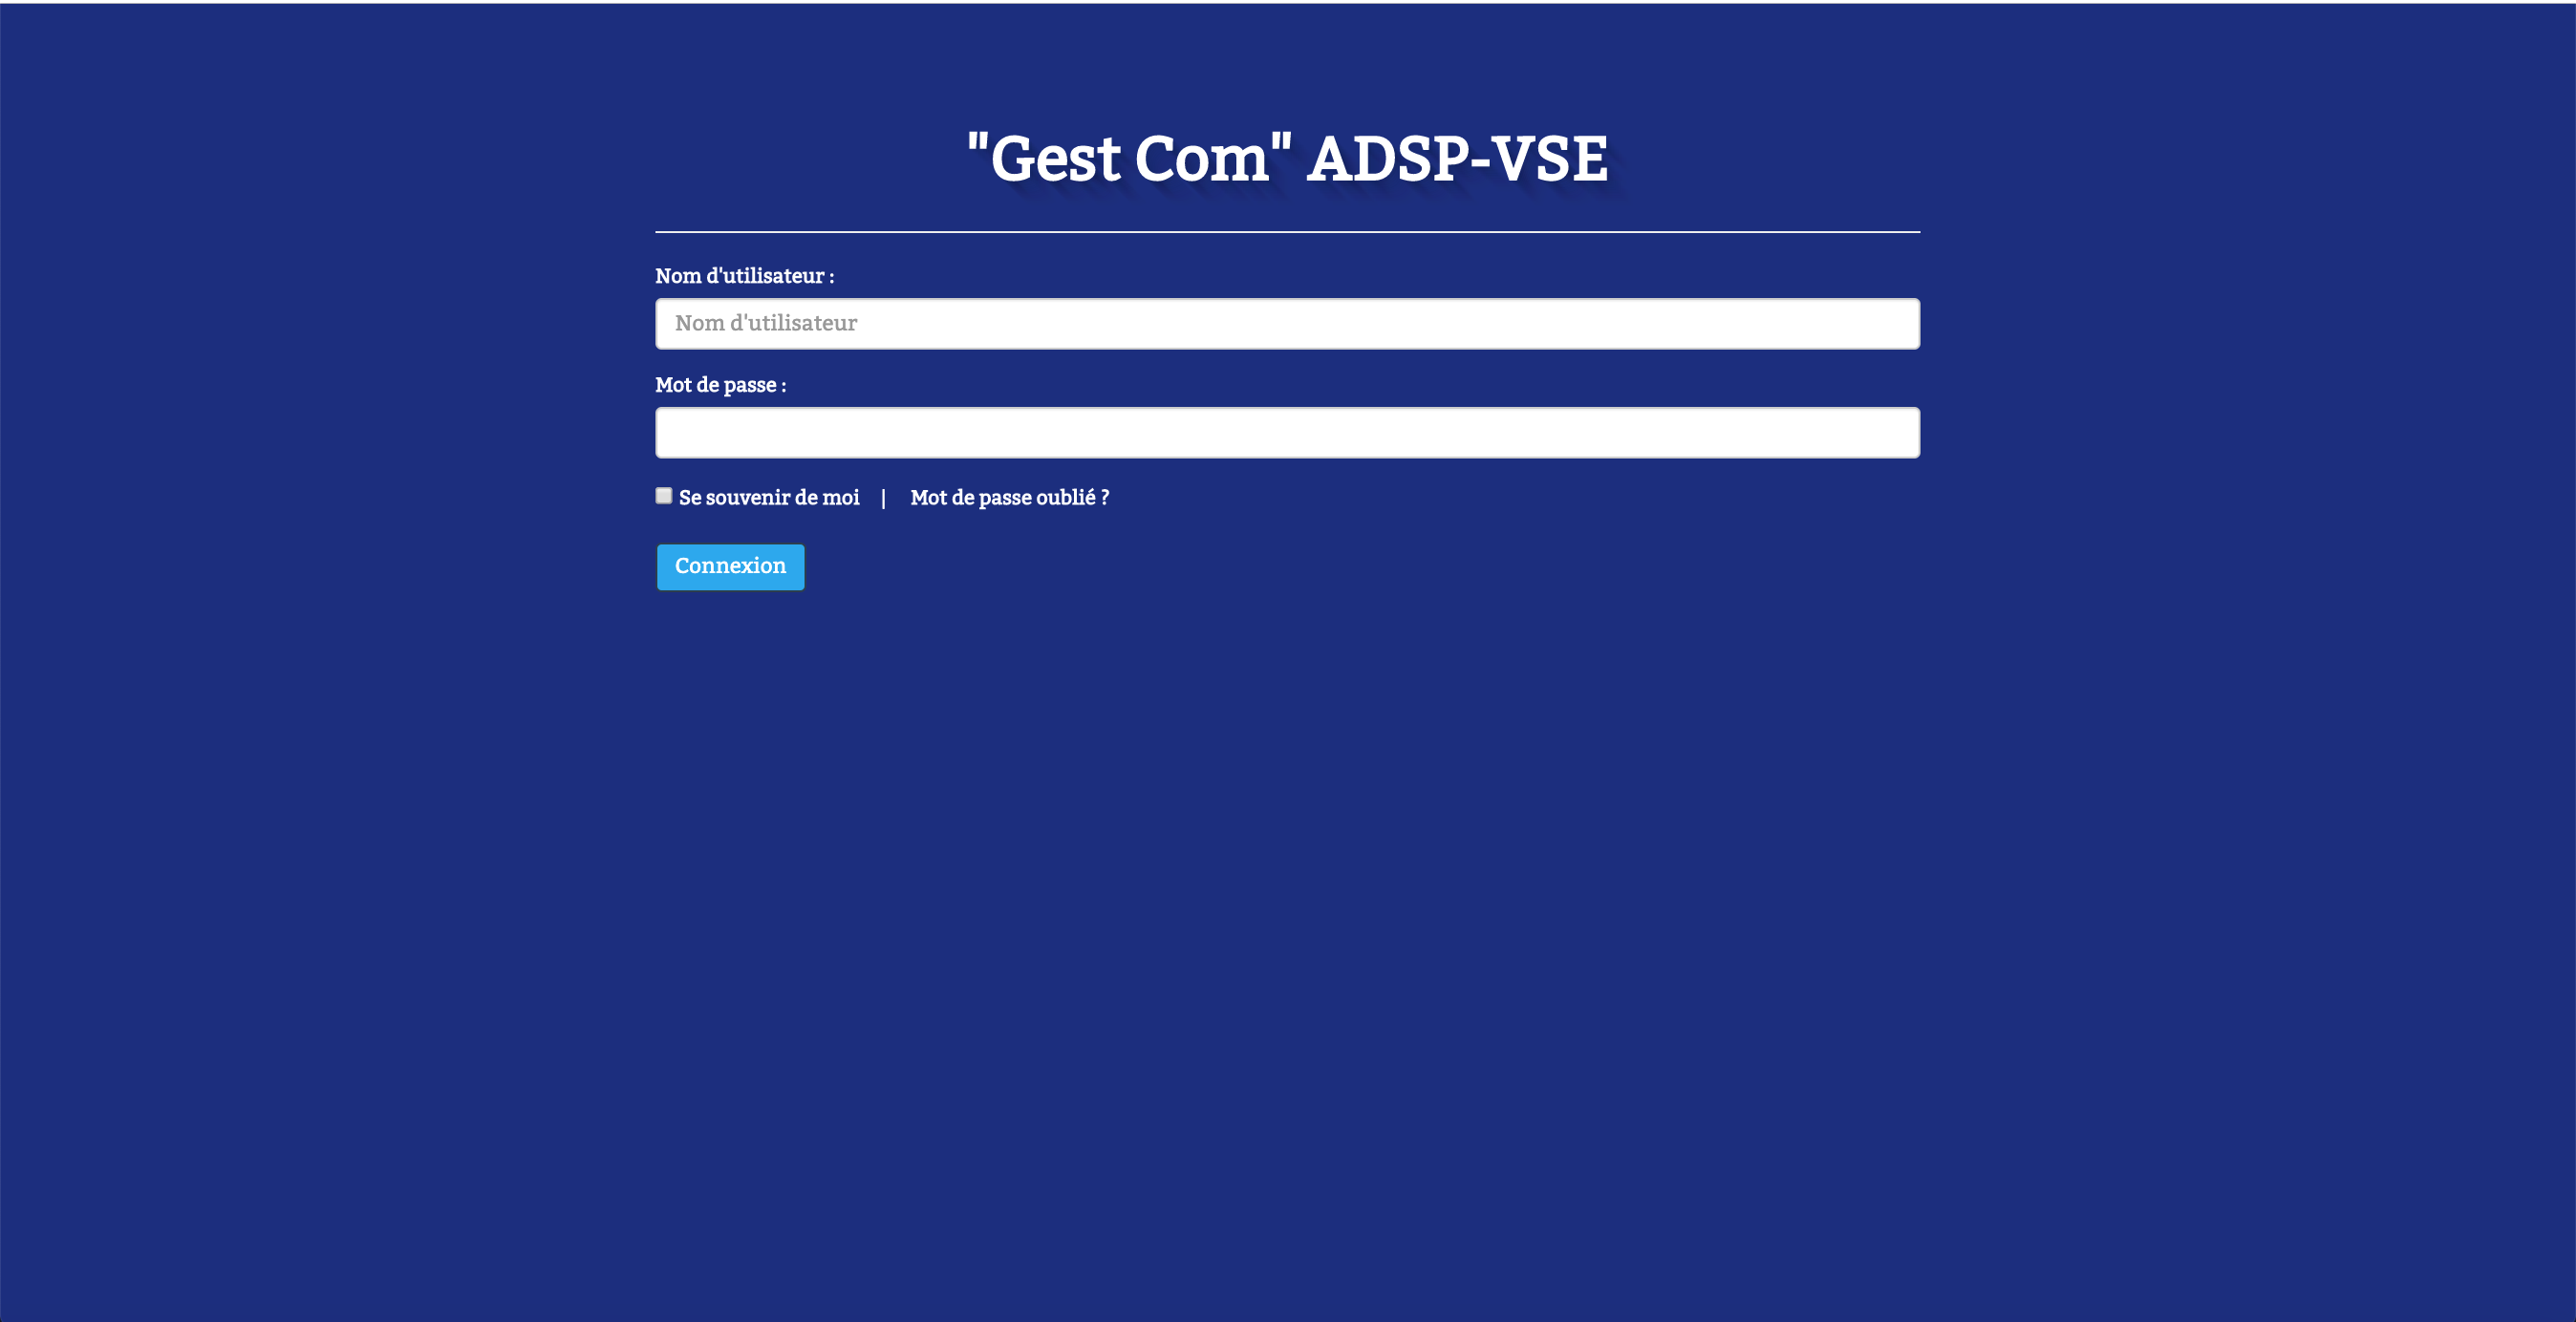 "Gest Com" ADSP-VSE
Nom d'utilisateur :
Nom d'utilisateur
Mot de passe :
Se souvenir de moi | Mot de passe oublié ?
Connexion